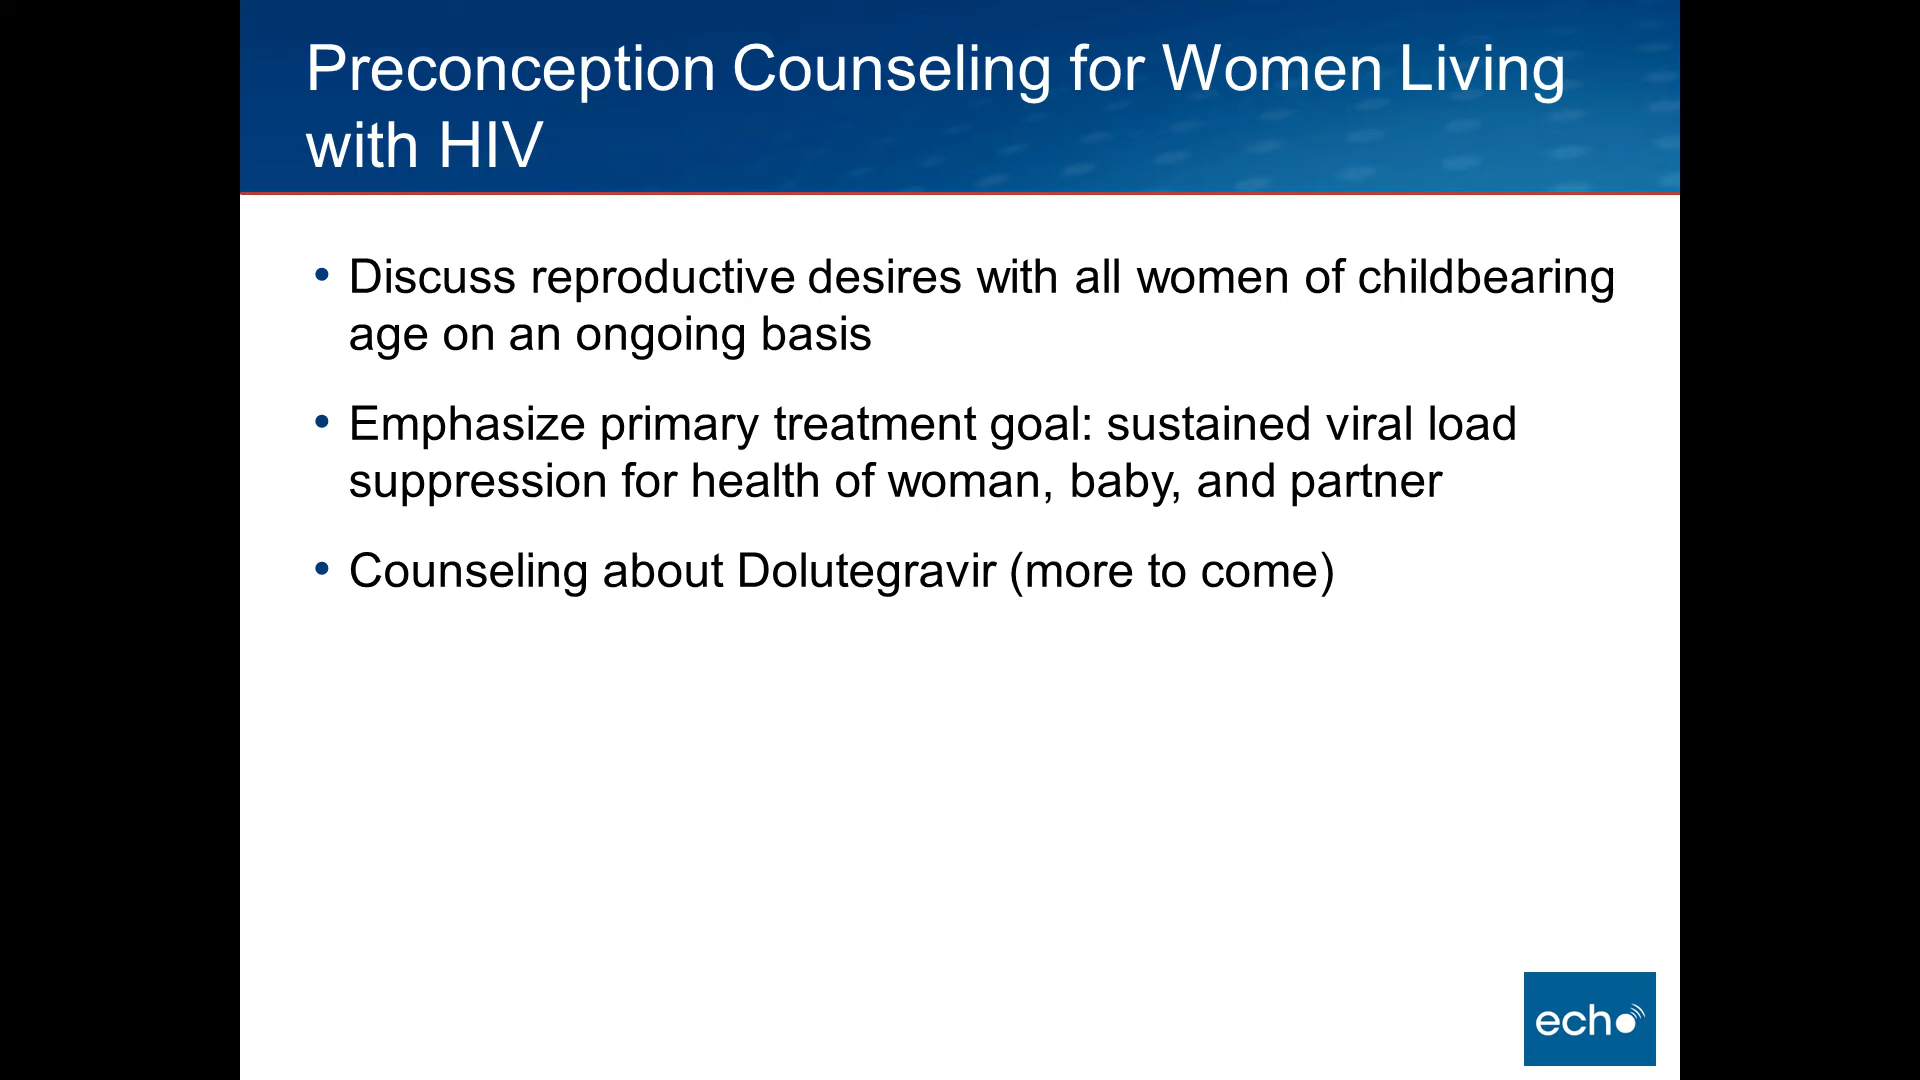 Preconception Counseling for Women Living
with HIV
• Discuss reproductive desires with all women of childbearing
age on an ongoing basis
• Emphasize primary treatment goal: sustained viral load
suppression for health of woman, baby, and partner
• Counseling about Dolutegravir (more to come)
echo